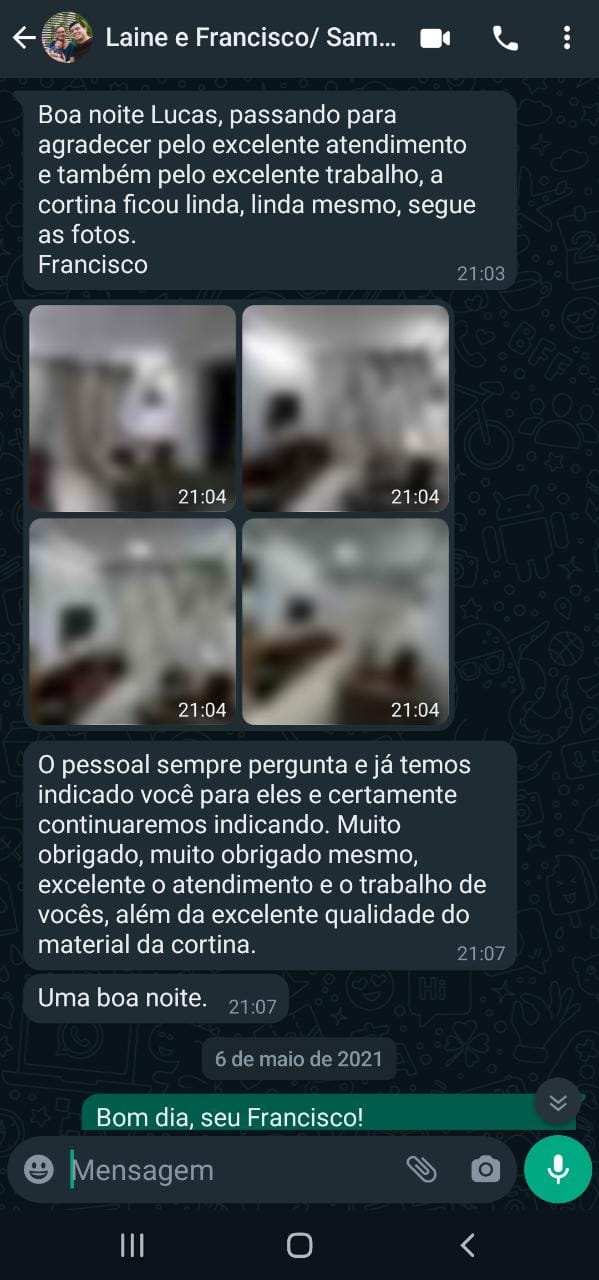 Laine e Francisco/ Sam...
Boa noite Lucas, passando para
agradecer pelo excelente atendimento
e também pelo excelente trabalho, a
cortina ficou linda, linda mesmo, segue
as fotos.
Francisco
21:03
21:04
21:04
21:04
21:04
O pessoal sempre pergunta e já temos
indicado você para eles e certamente
continuaremos indicando. Muito
obrigado, muito obrigado mesmo,
excelente o atendimento e o trabalho de
vocês, além da excelente qualidade do
material da cortina.
21:07
Uma boa noite. 21:07
6 de maio de 2021
Bom dia, seu Francisco!
Mensagem